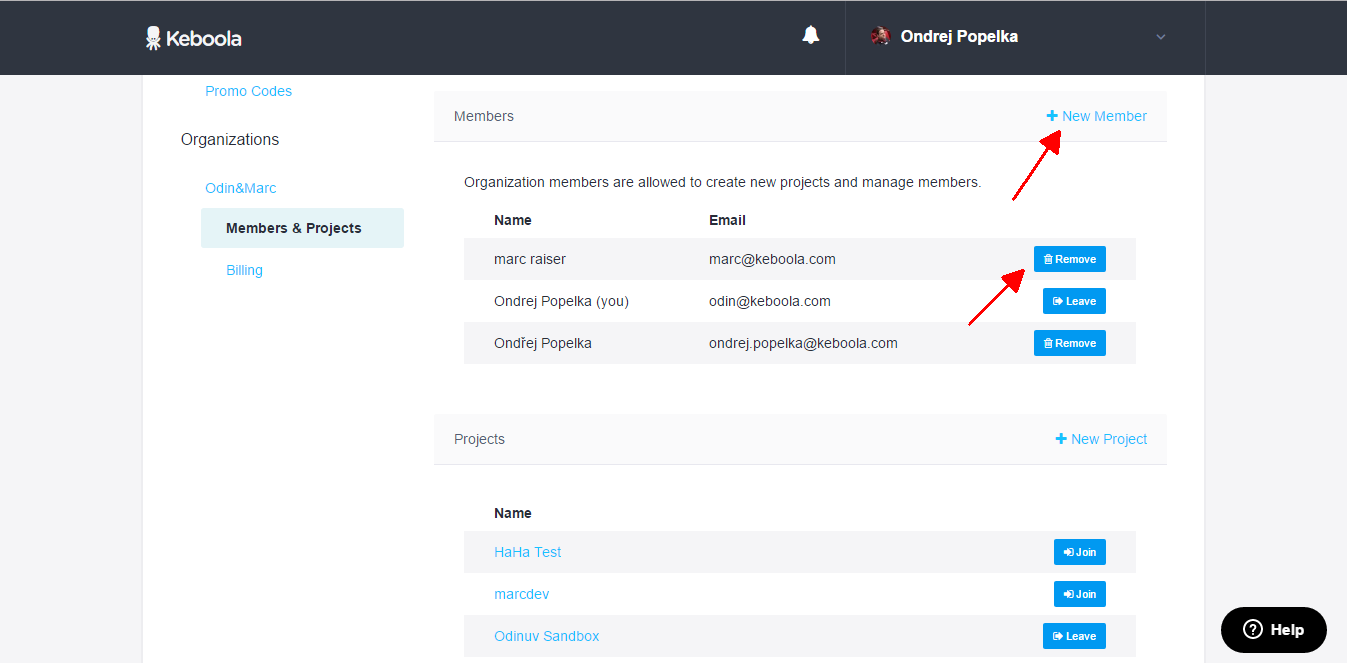 Keboola
Ondrej Popelka
Promo Codes
Organizations
Odin&Marc
Members & Projects
Billing
Members
New Member
Organization members are allowed to create new projects and manage members.
Name Email
marc raiser marc@keboola.com Remove
Ondrej Popelka (you) odin@keboola.com Leave
Ondřej Popelka ondrej.popelka@keboola.com Remove
Projects
New Project
Name
HaHa Test Join
marcdev Join
Odinuv Sandbox Leave
Help